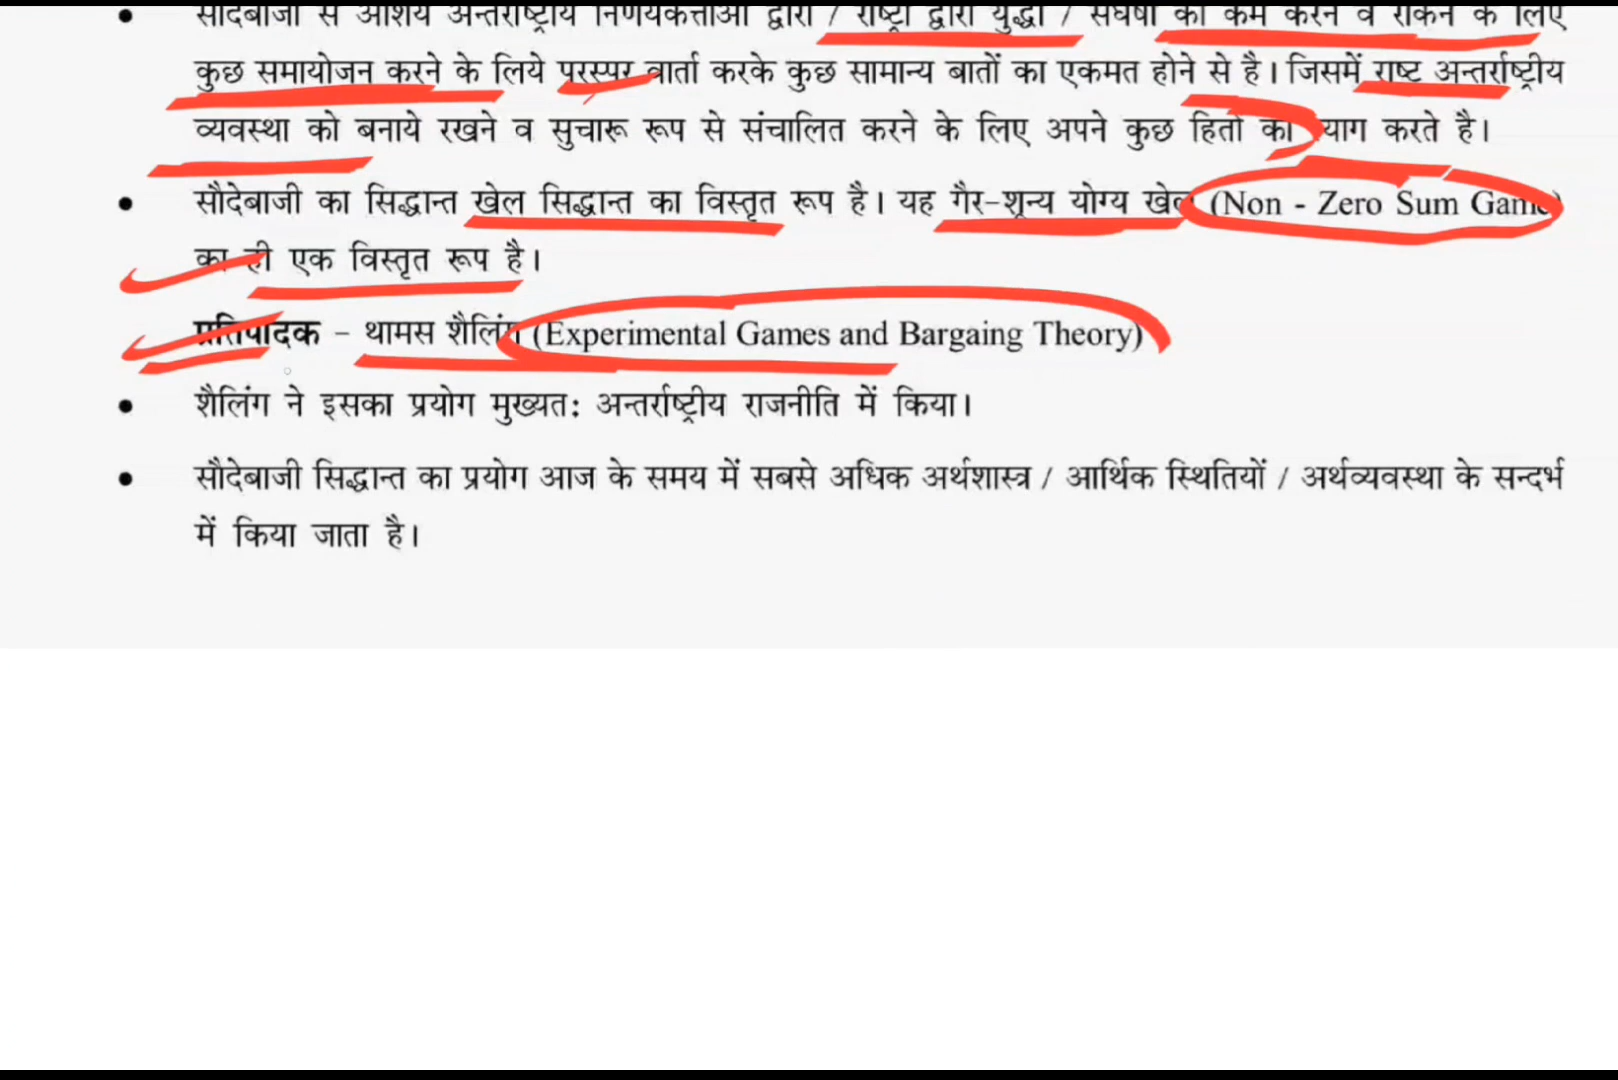 • सौदेबाजी से आशय अन्तर्राष्ट्रीय निर्णयकर्त्ताओं द्वारा / राष्ट्रों द्वारा युद्धों / संघर्षों को कम करने व रोकने के लिए
कुछ समायोजन करने के लिये परस्पर वार्ता करके कुछ सामान्य बातों का एकमत होने से है। जिसमें राष्ट अन्तर्राष्ट्रीय
व्यवस्था को बनाये रखने व सुचारू रूप से संचालित करने के लिए अपने कुछ हितों का त्याग करते है।
• सौदेबाजी का सिद्धान्त खेल सिद्धान्त का विस्तृत रूप है। यह गैर-शून्य योग्य खेल (Non - Zero Sum Game)
का ही एक विस्तृत रूप है।
प्रतिपादक – थामस शैलिंग (Experimental Games and Bargaing Theory)
• शैलिंग ने इसका प्रयोग मुख्यत: अन्तर्राष्ट्रीय राजनीति में किया।
• सौदेबाजी सिद्धान्त का प्रयोग आज के समय में सबसे अधिक अर्थशास्त्र / आर्थिक स्थितियों / अर्थव्यवस्था के सन्दर्भ
में किया जाता है।